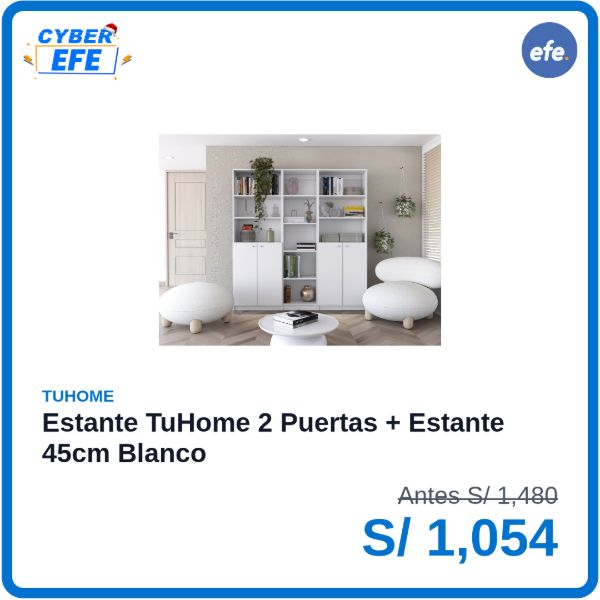 CYBER
EFE
efe.
TUHOME
Estante TuHome 2 Puertas + Estante
45cm Blanco
Antes S/ 1,480
S/ 1,054